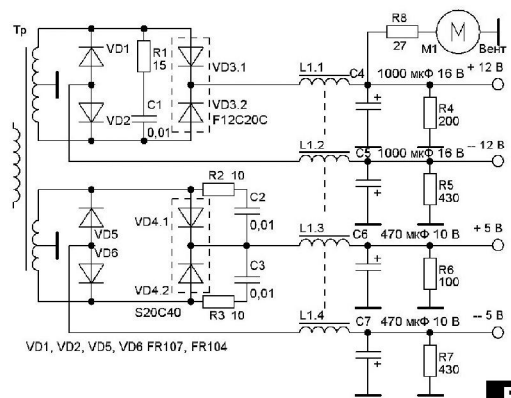 Тр
VD1
R1
15
VD3.1
C1
0,01
VD2
VD3.2
F12C20C
R8
27
M
M1
Вент
L1.1
C4
1000 мкФ 16 В
+ 12 В
R4
200
L1.2
C5
1000 мкФ 16 В
-- 12 В
R5
430
R2 10
C2
0,01
VD5
VD4.1
VD6
L1.3
C6
470 мкФ 10 В
+ 5 В
C3
0,01
VD4.2
R6
100
S20C40
R3 10
L1.4
C7
470 мкФ 10 В
-- 5 В
VD1, VD2, VD5, VD6 FR107, FR104
R7
430